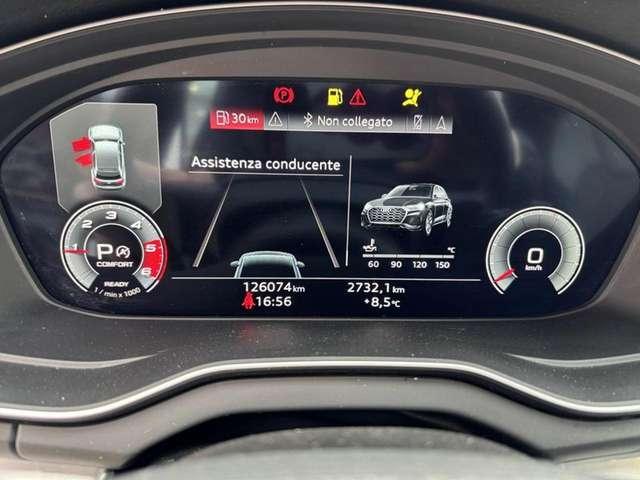 P
30 km
Non collegato
Assistenza conducente
1 2 3 4 5 6
P
COMFORT
READY
1 / min x 1000
°C
60 90 120 150
0
km/h
126074 km
2732,1 km
16:56
+8,5 °C